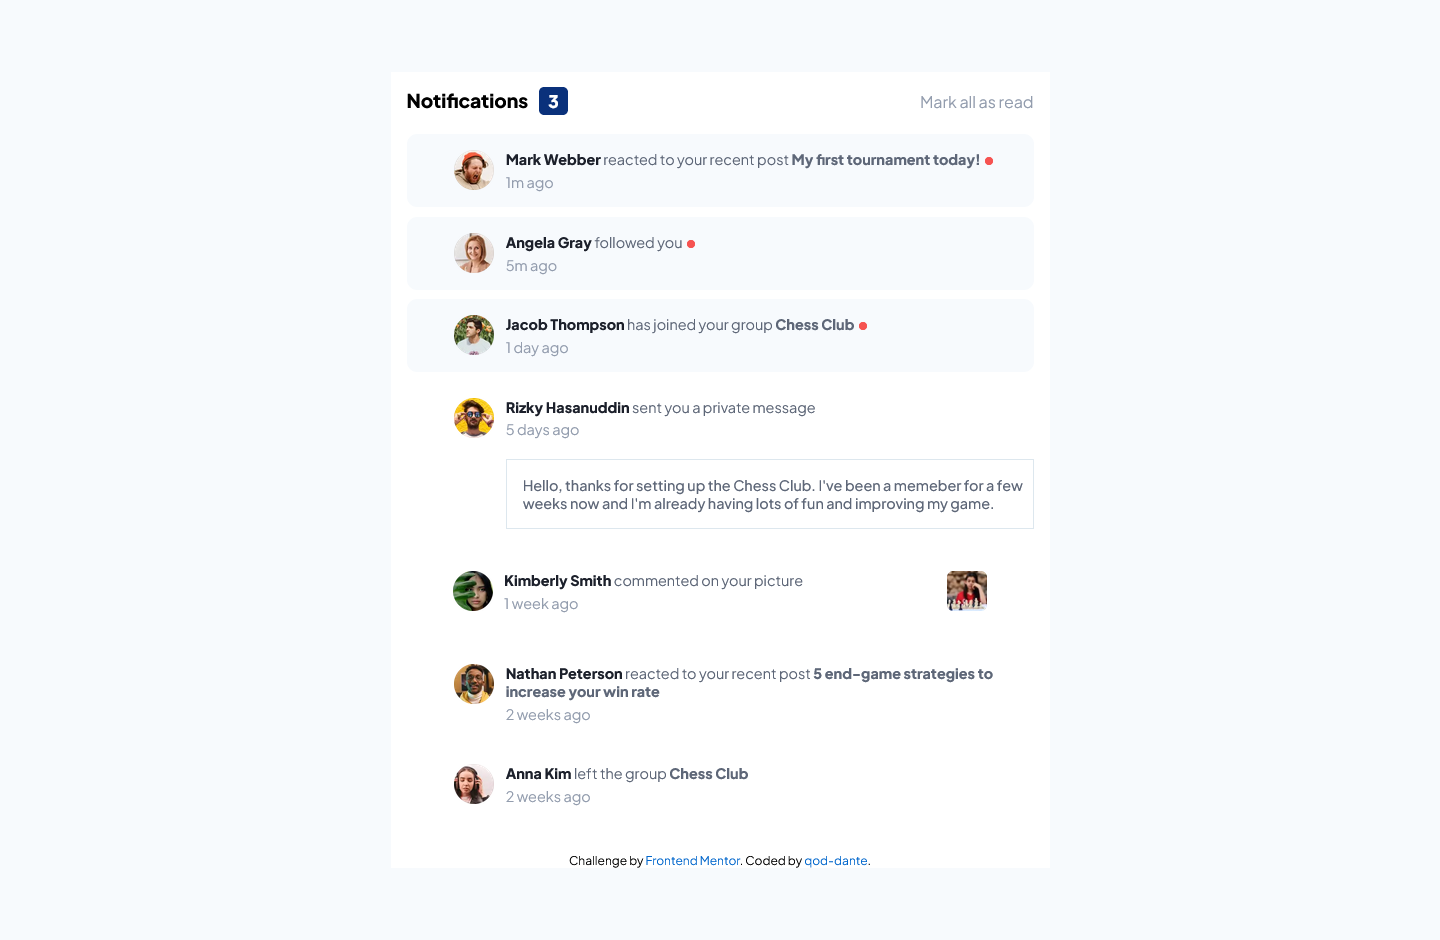 Notifications 3 Mark all as read
Mark Webber reacted to your recent post My first tournament today!
1m ago
Angela Gray followed you
5m ago
Jacob Thompson has joined your group Chess Club
1 day ago
Rizky Hasanuddin sent you a private message
5 days ago
Hello, thanks for setting up the Chess Club. I've been a memeber for a few
weeks now and I'm already having lots of fun and improving my game.
Kimberly Smith commented on your picture
1 week ago
Nathan Peterson reacted to your recent post 5 end-game strategies to
increase your win rate
2 weeks ago
Anna Kim left the group Chess Club
2 weeks ago
Challenge by Frontend Mentor. Coded by qod-dante.